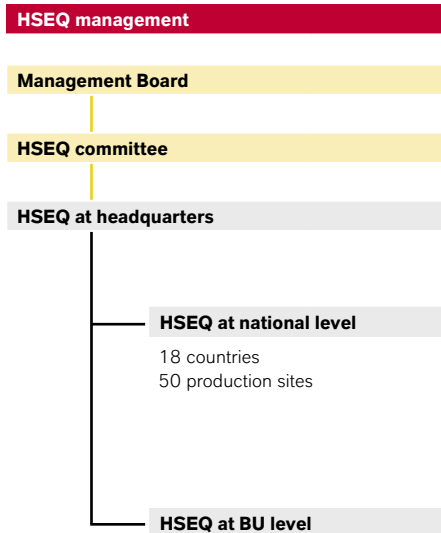 HSEQ management
Management Board
HSEQ committee
HSEQ at headquarters
HSEQ at national level
18 countries
50 production sites
HSEQ at BU level